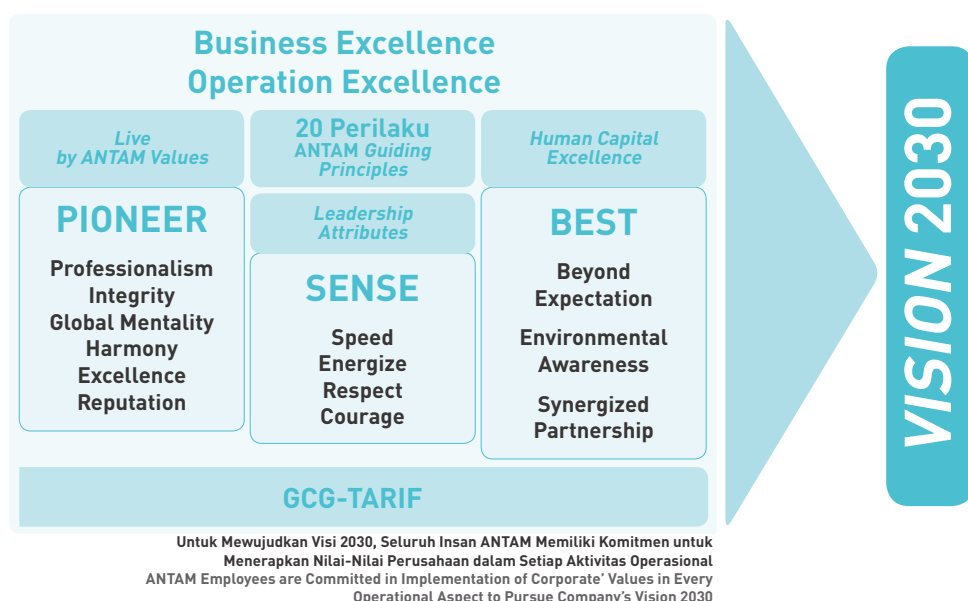 Business Excellence
Operation Excellence
Live
by ANTAM Values
PIONEER
Professionalism
Integrity
Global Mentality
Harmony
Excellence
Reputation
20 Perilaku
ANTAM Guiding
Principles
Leadership
Attributes
SENSE
Speed
Energize
Respect
Courage
Human Capital
Excellence
BEST
Beyond
Expectation
Environmental
Awareness
Synergized
Partnership
GCG-TARIF
VISION 2030
Untuk Mewujudkan Visi 2030, Seluruh Insan ANTAM Memiliki Komitmen untuk
Menerapkan Nilai-Nilai Perusahaan dalam Setiap Aktivitas Operasional
ANTAM Employees are Committed in Implementation of Corporate' Values in Every
Operational Aspect to Pursue Company's Vision 2030